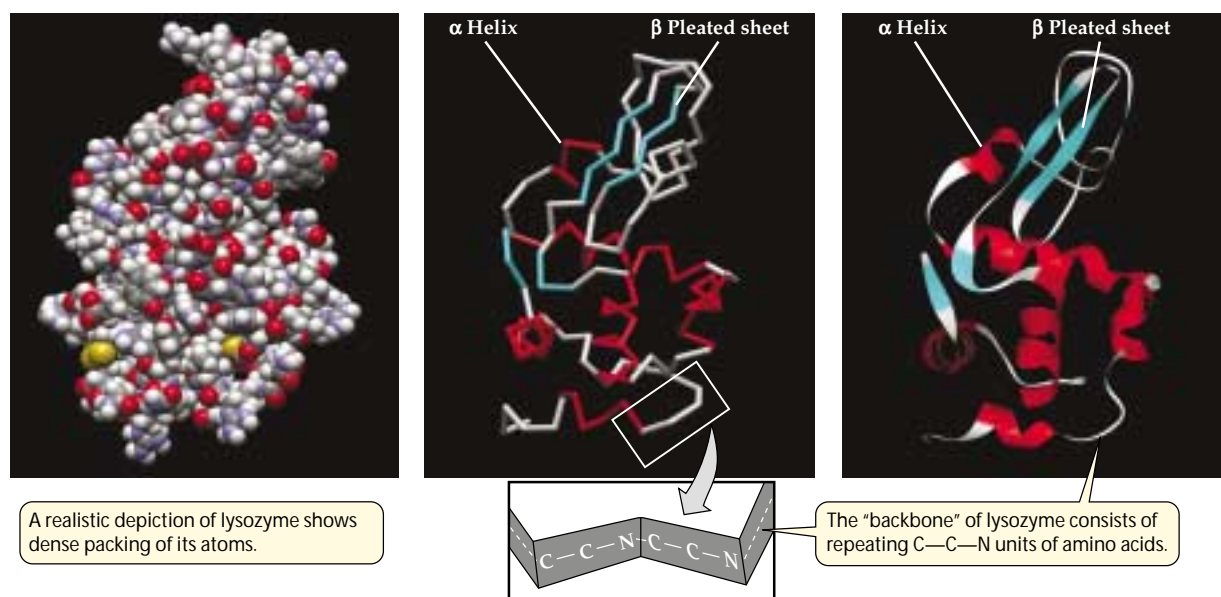 α Helix
β Pleated sheet
α Helix
β Pleated sheet
A realistic depiction of lysozyme shows
dense packing of its atoms.
C—C—N—C—C—N
The “backbone” of lysozyme consists of
repeating C—C—N units of amino acids.